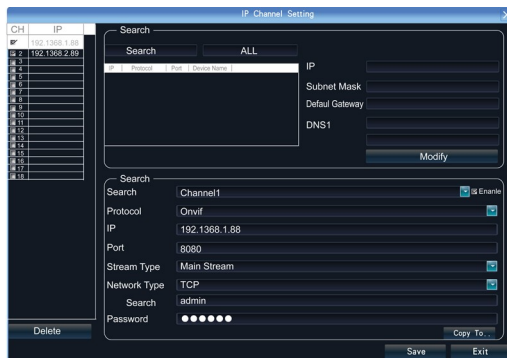 IP Channel Setting
CH IP
192.1368.1.88
2 192.1368.2.89
3
4
5
6
7
8
9
10
11
12
13
14
15
16
17
18
Delete
Search
Search ALL
IP Protocol Port Device Name
IP
Subnet Mask
Defaul Gateway
DNS1
Modify
Search
Search Channel1 Enanle
Protocol Onvif
IP 192.1368.1.88
Port 8080
Stream Type Main Stream
Network Type TCP
Search admin
Password ●●●●●●
Copy To..
Save Exit